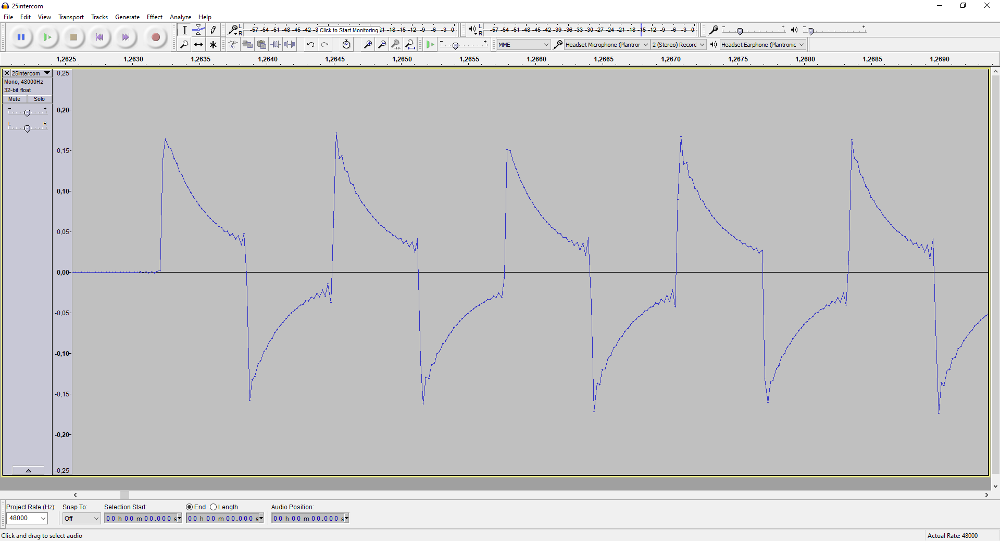 25intercom
File Edit View Transport Tracks Generate Effect Analyze Help
L R -57 -54 -51 -48 -45 -42 -3 Click to Start Monitoring 21 -18 -15 -12 -9 -6 -3 0 L R -57 -54 -51 -48 -45 -42 -39 -36 -33 -30 -27 -24 -21 -18 -15 -12 -9 -6 -3 0 - + - +
- + MME Headset Microphone (Plantror 2 (Stereo) Record Headset Earphone (Plantronic
1,2625 1,2630 1,2635 1,2640 1,2645 1,2650 1,2655 1,2660 1,2665 1,2670 1,2675 1,2680 1,2685 1,2690
25intercom
Mono, 48000Hz
32-bit float
Mute Solo
- +
L R
0,25
0,20
0,15
0,10
0,05
0,00
-0,05
-0,10
-0,15
-0,20
-0,25
Project Rate (Hz): Snap To: Selection Start: End Length Audio Position:
48000 Off 00 h 00 m 00.000 s 00 h 00 m 00.000 s 00 h 00 m 00.000 s
Click and drag to select audio Actual Rate: 48000